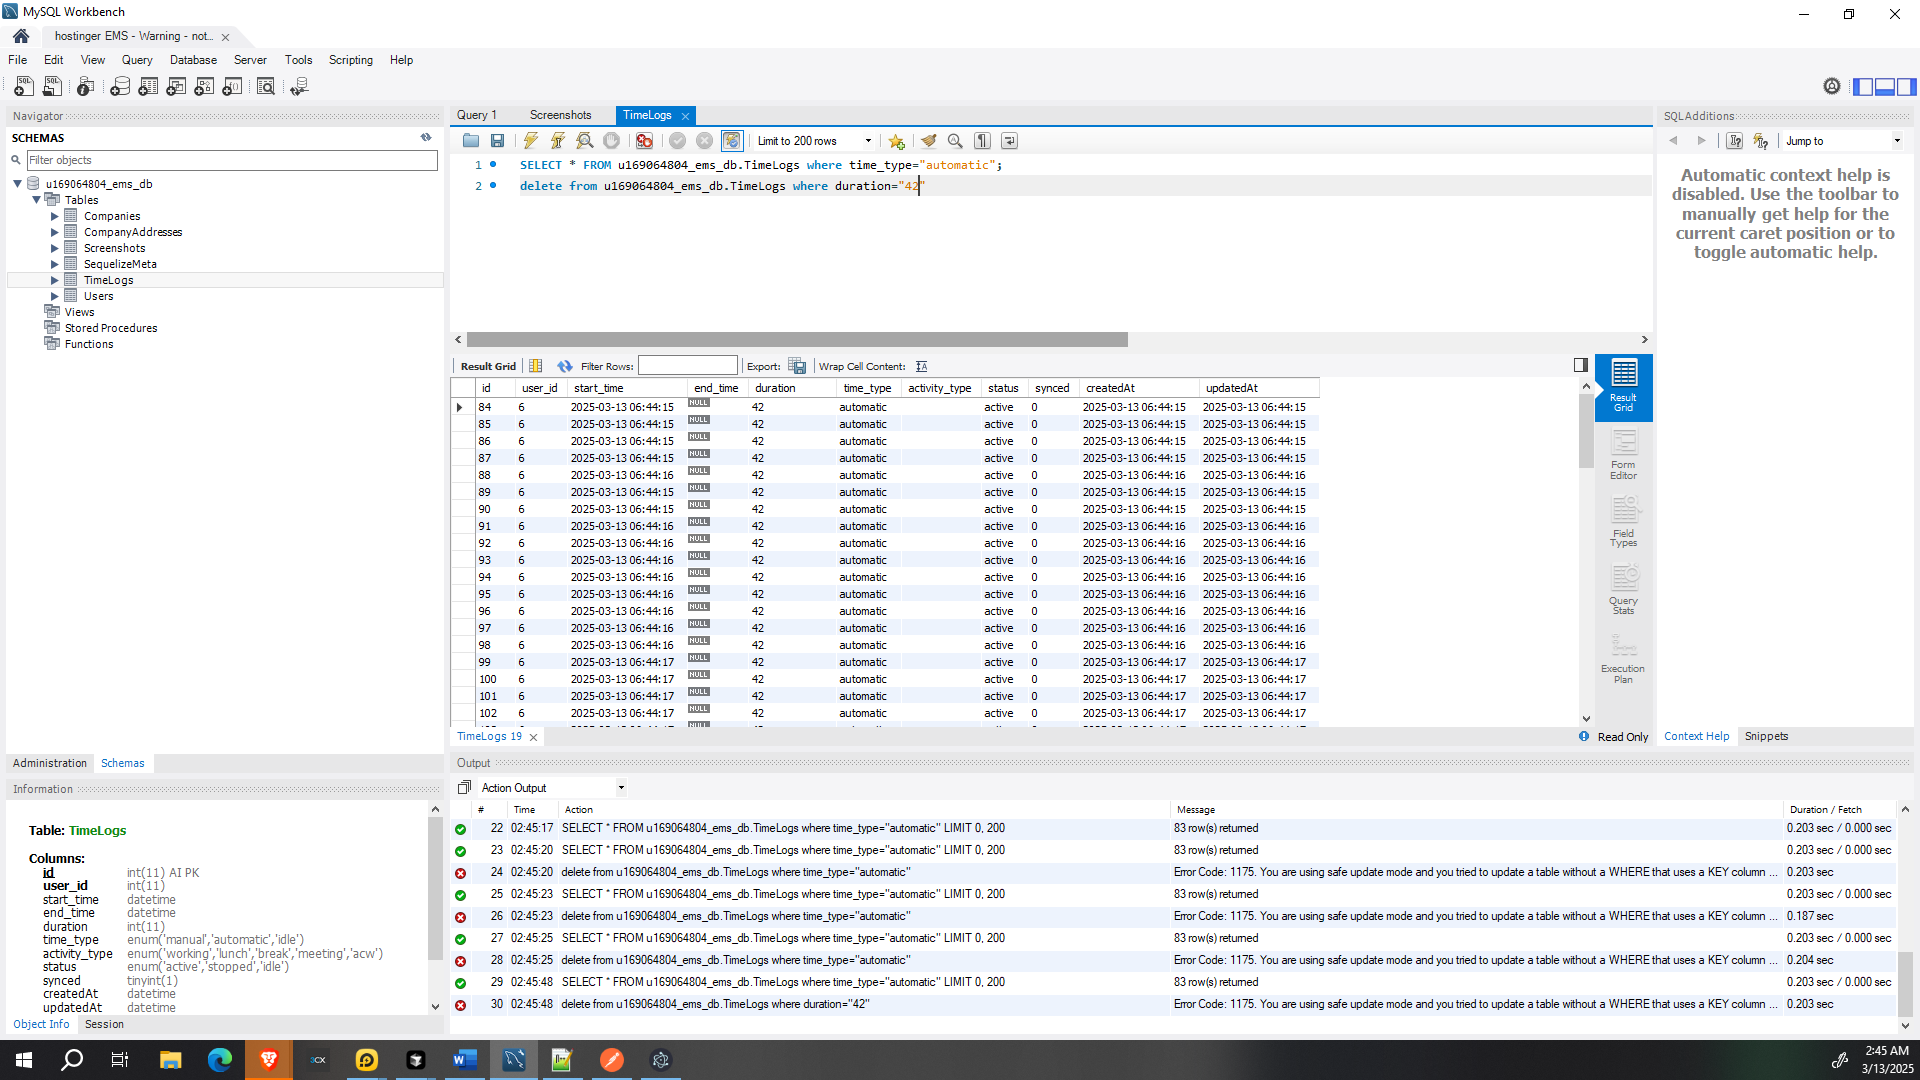 MySQL Workbench
hostinger EMS - Warning - not...
File Edit View Query Database Server Tools Scripting Help
Navigator
SCHEMAS
Filter objects
u169064804_ems_db
Tables
Companies
CompanyAddresses
Screenshots
SequelizeMeta
TimeLogs
Users
Views
Stored Procedures
Functions
Administration Schemas
Information
Table: TimeLogs
Columns:
id int(11) AI PK
user_id int(11)
start_time datetime
end_time datetime
duration int(11)
time_type enum('manual','automatic','idle')
activity_type enum('working','lunch','break','meeting','acw')
status enum('active','stopped','idle')
synced tinyint(1)
createdAt datetime
updatedAt datetime
Object Info Session
Query 1 Screenshots TimeLogs
Limit to 200 rows
1 SELECT * FROM u169064804_ems_db.TimeLogs where time_type="automatic";
2 delete from u169064804_ems_db.TimeLogs where duration="42"
Result Grid Filter Rows: Export: Wrap Cell Content:
id user_id start_time end_time duration time_type activity_type status synced createdAt updatedAt
84 6 2025-03-13 06:44:15 NULL 42 automatic active 0 2025-03-13 06:44:15 2025-03-13 06:44:15
85 6 2025-03-13 06:44:15 NULL 42 automatic active 0 2025-03-13 06:44:15 2025-03-13 06:44:15
86 6 2025-03-13 06:44:15 NULL 42 automatic active 0 2025-03-13 06:44:15 2025-03-13 06:44:15
87 6 2025-03-13 06:44:15 NULL 42 automatic active 0 2025-03-13 06:44:15 2025-03-13 06:44:15
88 6 2025-03-13 06:44:16 NULL 42 automatic active 0 2025-03-13 06:44:16 2025-03-13 06:44:16
89 6 2025-03-13 06:44:15 NULL 42 automatic active 0 2025-03-13 06:44:15 2025-03-13 06:44:15
90 6 2025-03-13 06:44:15 NULL 42 automatic active 0 2025-03-13 06:44:15 2025-03-13 06:44:15
91 6 2025-03-13 06:44:16 NULL 42 automatic active 0 2025-03-13 06:44:16 2025-03-13 06:44:16
92 6 2025-03-13 06:44:16 NULL 42 automatic active 0 2025-03-13 06:44:16 2025-03-13 06:44:16
93 6 2025-03-13 06:44:16 NULL 42 automatic active 0 2025-03-13 06:44:16 2025-03-13 06:44:16
94 6 2025-03-13 06:44:16 NULL 42 automatic active 0 2025-03-13 06:44:16 2025-03-13 06:44:16
95 6 2025-03-13 06:44:16 NULL 42 automatic active 0 2025-03-13 06:44:16 2025-03-13 06:44:16
96 6 2025-03-13 06:44:16 NULL 42 automatic active 0 2025-03-13 06:44:16 2025-03-13 06:44:16
97 6 2025-03-13 06:44:16 NULL 42 automatic active 0 2025-03-13 06:44:16 2025-03-13 06:44:16
98 6 2025-03-13 06:44:16 NULL 42 automatic active 0 2025-03-13 06:44:16 2025-03-13 06:44:16
99 6 2025-03-13 06:44:17 NULL 42 automatic active 0 2025-03-13 06:44:17 2025-03-13 06:44:17
100 6 2025-03-13 06:44:17 NULL 42 automatic active 0 2025-03-13 06:44:17 2025-03-13 06:44:17
101 6 2025-03-13 06:44:17 NULL 42 automatic active 0 2025-03-13 06:44:17 2025-03-13 06:44:17
102 6 2025-03-13 06:44:17 NULL 42 automatic active 0 2025-03-13 06:44:17 2025-03-13 06:44:17
Result
Grid
Form
Editor
Field
Types
Query
Stats
Execution
Plan
TimeLogs 19 Read Only
SQLAdditions
Jump to
Automatic context help is
disabled. Use the toolbar to
manually get help for the
current caret position or to
toggle automatic help.
Context Help Snippets
Output
Action Output
# Time Action Message Duration / Fetch
22 02:45:17 SELECT * FROM u169064804_ems_db.TimeLogs where time_type="automatic" LIMIT 0, 200 83 row(s) returned 0.203 sec / 0.000 sec
23 02:45:20 SELECT * FROM u169064804_ems_db.TimeLogs where time_type="automatic" LIMIT 0, 200 83 row(s) returned 0.203 sec / 0.000 sec
24 02:45:20 delete from u169064804_ems_db.TimeLogs where time_type="automatic" Error Code: 1175. You are using safe update mode and you tried to update a table without a WHERE that uses a KEY column ... 0.203 sec
25 02:45:23 SELECT * FROM u169064804_ems_db.TimeLogs where time_type="automatic" LIMIT 0, 200 83 row(s) returned 0.203 sec / 0.000 sec
26 02:45:23 delete from u169064804_ems_db.TimeLogs where time_type="automatic" Error Code: 1175. You are using safe update mode and you tried to update a table without a WHERE that uses a KEY column ... 0.187 sec
27 02:45:25 SELECT * FROM u169064804_ems_db.TimeLogs where time_type="automatic" LIMIT 0, 200 83 row(s) returned 0.203 sec / 0.000 sec
28 02:45:25 delete from u169064804_ems_db.TimeLogs where time_type="automatic" Error Code: 1175. You are using safe update mode and you tried to update a table without a WHERE that uses a KEY column ... 0.204 sec
29 02:45:48 SELECT * FROM u169064804_ems_db.TimeLogs where time_type="automatic" LIMIT 0, 200 83 row(s) returned 0.203 sec / 0.000 sec
30 02:45:48 delete from u169064804_ems_db.TimeLogs where duration="42" Error Code: 1175. You are using safe update mode and you tried to update a table without a WHERE that uses a KEY column ... 0.203 sec
2:45 AM
3/13/2025